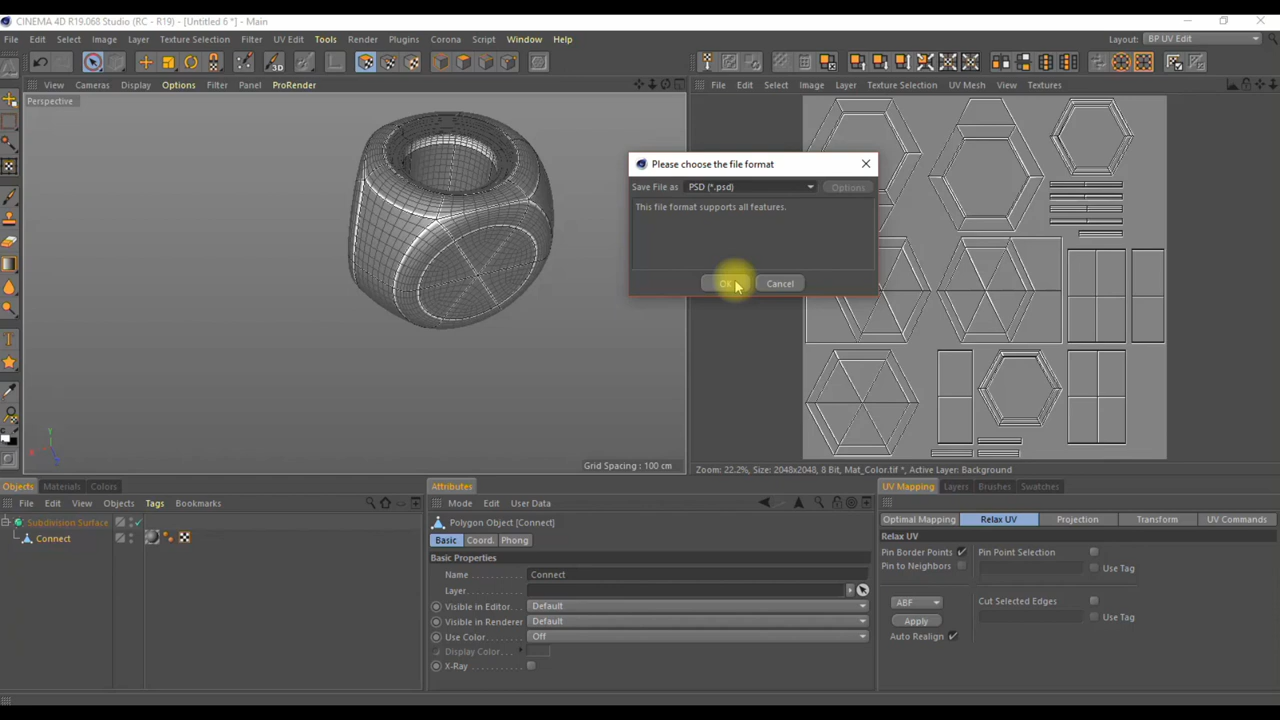 CINEMA 4D R19.068 Studio (RC - R19) - [Untitled 6 *] - Main
File Edit Select Image Layer Texture Selection Filter UV Edit Tools Render Plugins Corona Script Window Help
Layout: BP UV Edit
3D
View Cameras Display Options Filter Panel ProRender
File Edit Select Image Layer Texture Selection UV Mesh Textures
Perspective
Please choose the file format
Save File as PSD (*.psd) Options
This file format supports all features.
OK Cancel
Y
X
Z
Grid Spacing : 100 cm
Zoom: 22.2%, Size: 2048x2048, 8 Bit, Mat_Color.tif *, Active Layer: Background
Objects Materials Colors
File Edit View Objects Tags Bookmarks
Subdivision Surface
Connect
Attributes
Mode Edit User Data
Polygon Object [Connect]
Basic Coord. Phong
Basic Properties
Name Connect
Layer
Visible in Editor Default
Visible in Renderer Default
Use Color Off
Display Color
X-Ray
UV Mapping Layers Brushes Swatches
Optimal Mapping Relax UV Projection Transform UV Commands
Relax UV
Pin Border Points Pin Point Selection
Pin to Neighbors Use Tag
ABF Cut Selected Edges
Apply Use Tag
Auto Realign